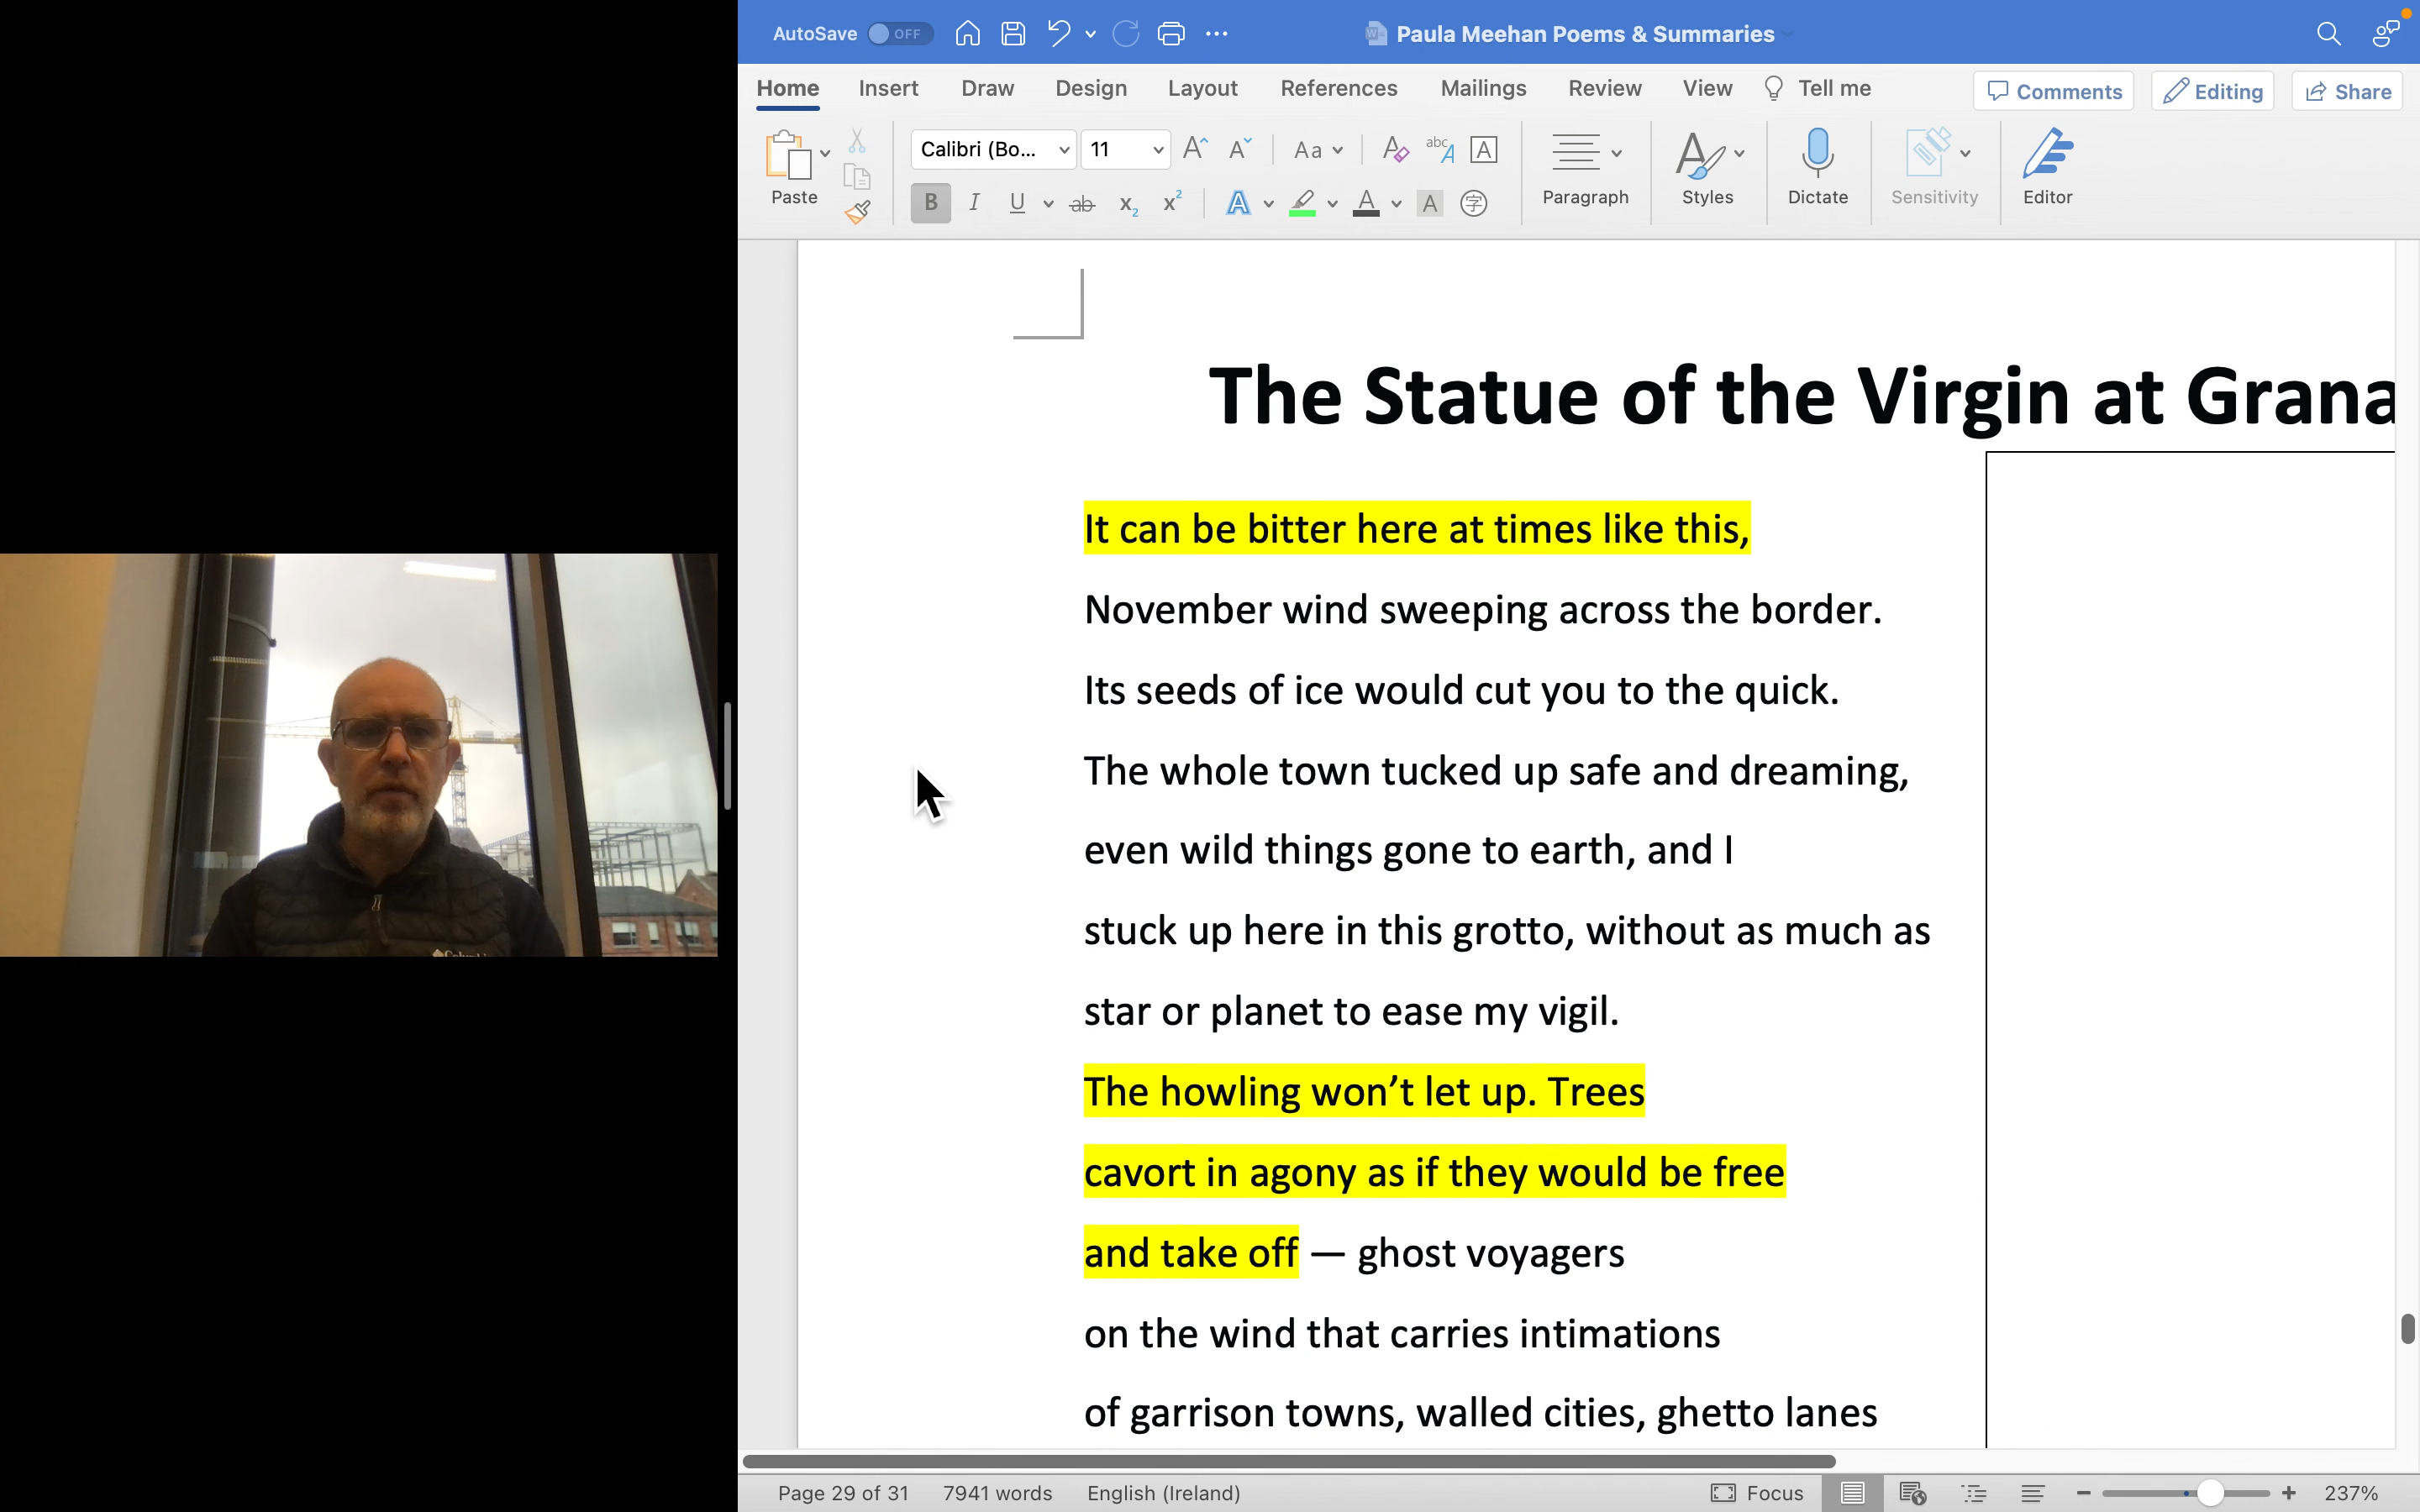 AutoSave OFF
Paula Meehan Poems & Summaries
Home Insert Draw Design Layout References Mailings Review View Tell me Comments Editing Share
Paste
Calibri (Bo... 11
Aa
Paragraph Styles Dictate Sensitivity Editor
The Statue of the Virgin at Grana
It can be bitter here at times like this,
November wind sweeping across the border.
Its seeds of ice would cut you to the quick.
The whole town tucked up safe and dreaming,
even wild things gone to earth, and I
stuck up here in this grotto, without as much as
star or planet to ease my vigil.
The howling won’t let up. Trees
cavort in agony as if they would be free
and take off — ghost voyagers
on the wind that carries intimations
of garrison towns, walled cities, ghetto lanes
Page 29 of 31 7941 words English (Ireland) Focus 237%